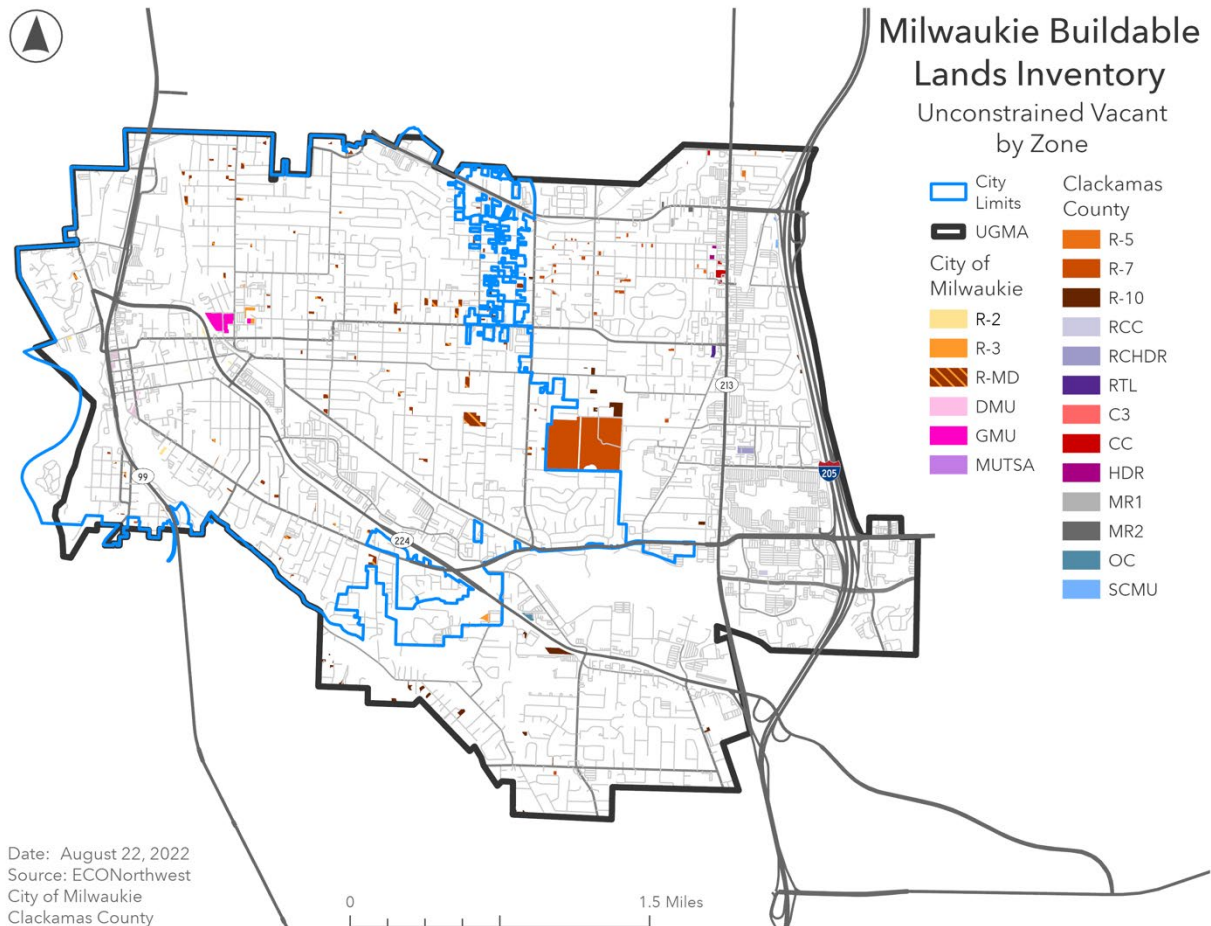 Milwaukie Buildable
Lands Inventory
Unconstrained Vacant
by Zone
City
Limits
UGMA
City of
Milwaukie
R-2
R-3
R-MD
DMU
GMU
MUTSA
Clackamas
County
R-5
R-7
R-10
RCC
RCHDR
RTL
C3
CC
HDR
MR1
MR2
OC
SCMU
213
205
99
224
Date: August 22, 2022
Source: ECONorthwest
City of Milwaukie
Clackamas County
0
1.5 Miles